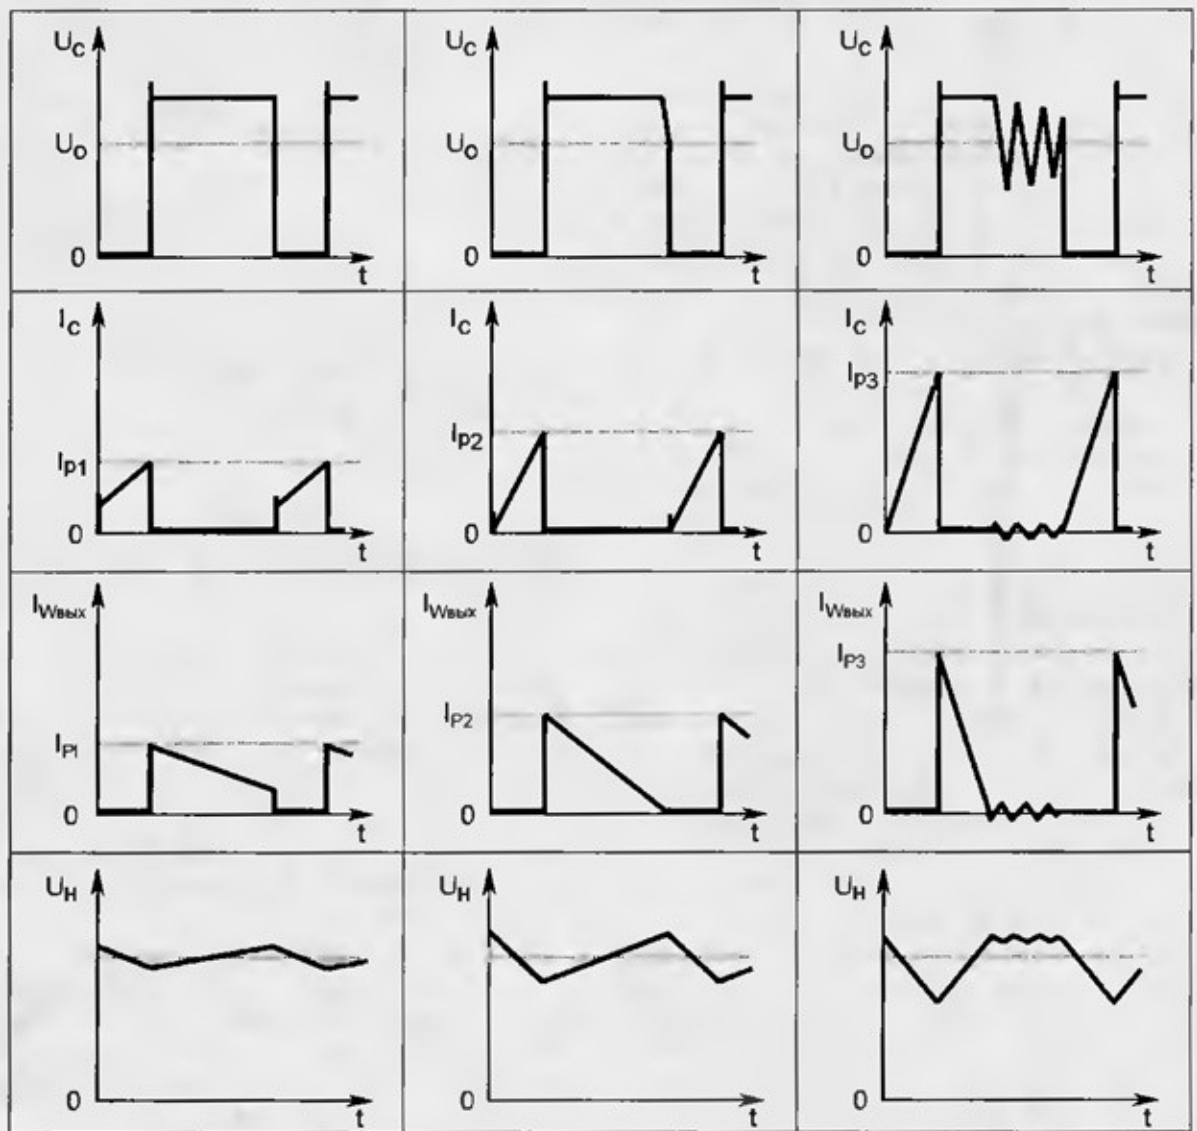 U_C U_C U_C
U_O U_O U_O
0 0 0
t t t
I_C I_C I_C
I_P1 I_P2 I_P3
0 0 0
t t t
I_Wвых I_Wвых I_Wвых
I_PI I_P2 I_P3
0 0 0
t t t
U_H U_H U_H
0 0 0
t t t